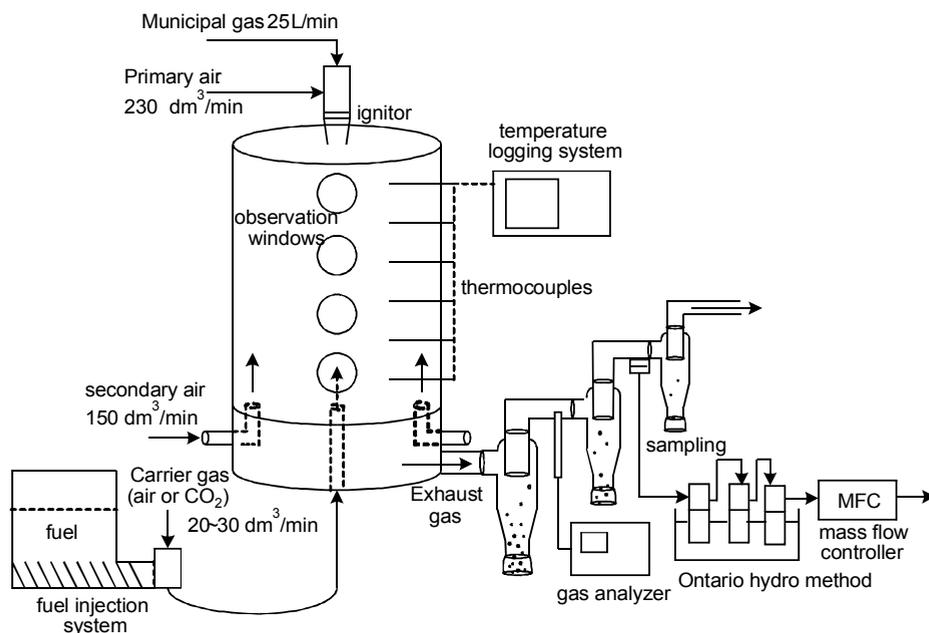 Municipal gas 25L/min
Primary air
230 dm³/min
ignitor
temperature
logging system
observation
windows
thermocouples
secondary air
150 dm³/min
Carrier gas
(air or CO₂)
20~30 dm³/min
fuel
fuel injection
system
Exhaust
gas
gas analyzer
sampling
MFC
mass flow
controller
Ontario hydro method